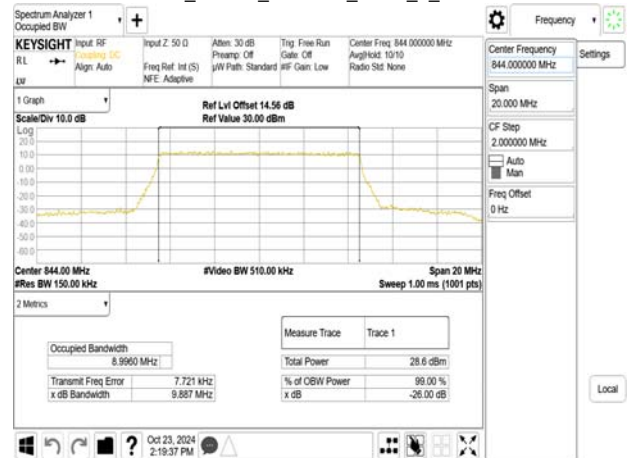 Spectrum Analyzer 1
Occupied BW
Frequency
KEYSIGHT
Input: RF
Coupling: DC
Align: Auto
Input Z: 50 Ω
Freq Ref: Int (S)
NFE: Adaptive
Atten: 30 dB
Preamp: Off
µW Path: Standard
Trig: Free Run
Gate: Off
#IF Gain: Low
Center Freq: 844.000000 MHz
Avg|Hold: 10/10
Radio Std: None
RL
Center Frequency
844.000000 MHz
Settings
Span
20.000 MHz
CF Step
2.000000 MHz
Auto
Man
Freq Offset
0 Hz
1 Graph
Scale/Div 10.0 dB
Ref Lvl Offset 14.56 dB
Ref Value 30.00 dBm
Log
20.0
10.0
0.00
-10.0
-20.0
-30.0
-40.0
-50.0
-60.0
Center 844.00 MHz
#Video BW 510.00 kHz
Span 20 MHz
#Res BW 150.00 kHz
Sweep 1.00 ms (1001 pts)
2 Metrics
Measure Trace Trace 1
Occupied Bandwidth
8.9960 MHz
Total Power 28.6 dBm
Transmit Freq Error 7.721 kHz
% of OBW Power 99.00 %
x dB Bandwidth 9.887 MHz
x dB -26.00 dB
Local
Oct 23, 2024
2:19:37 PM